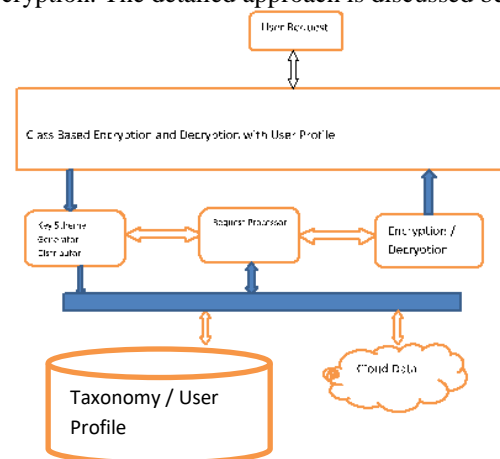 cryption. The detailed approach is discussed be
User Request
Class Based Encryption and Decryption with User Profile
Key Scheme
Generator
Distributor
Request Processor
Encryption /
Decryption
Taxonomy / User
Profile
Cloud Data